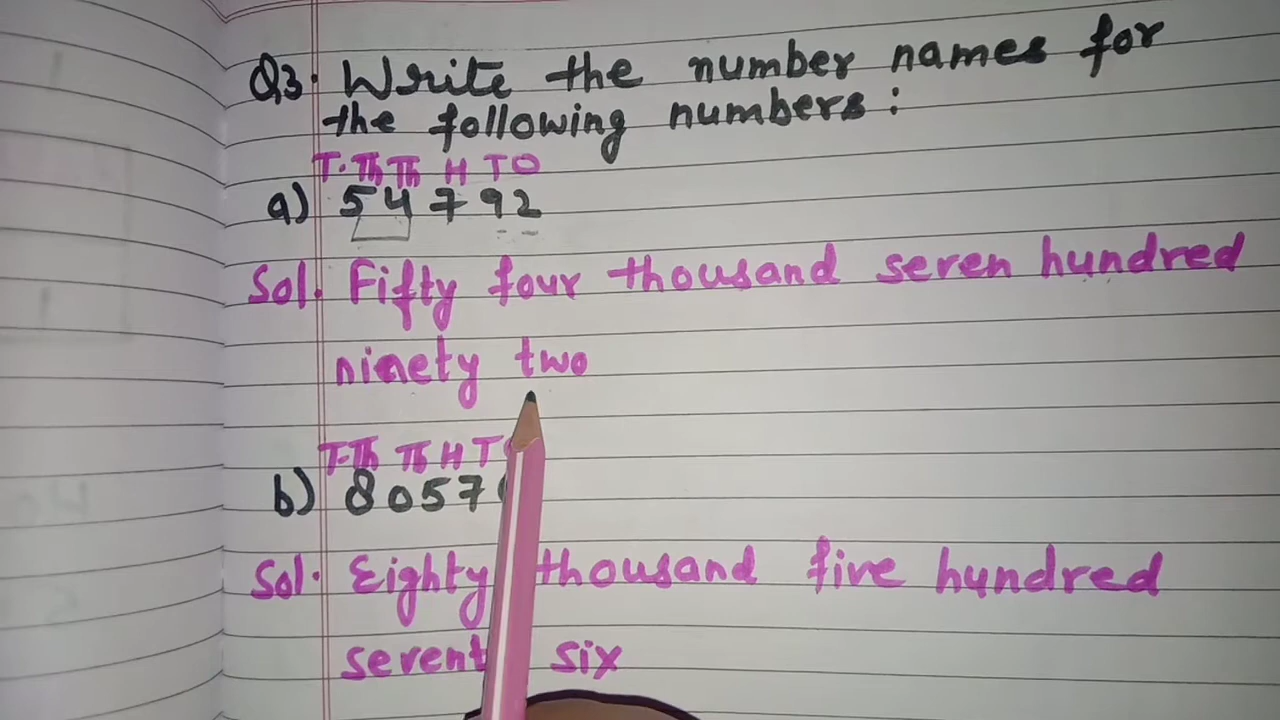 Q3. Write the number names for
the following numbers:
T.Th Th H T O
a) 54792
Sol. Fifty four thousand seven hundred
ninety two
T-Th Th H T
b) 8057
Sol. Eighty thousand five hundred
sevent six